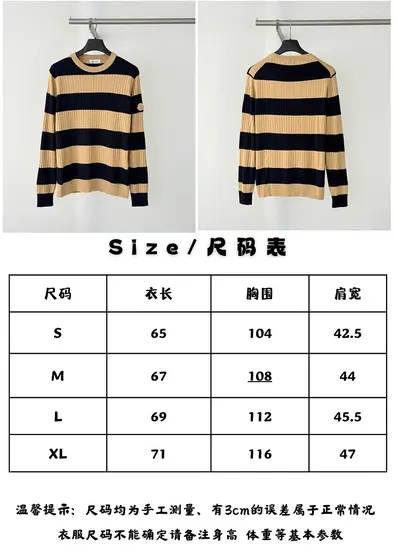 Size/尺码表
尺码 衣长 胸围 肩宽
S 65 104 42.5
M 67 108 44
L 69 112 45.5
XL 71 116 47
温馨提示：尺码均为手工测量、有3cm的误差属于正常情况
衣服尺码不能确定请备注身高 体重等基本参数